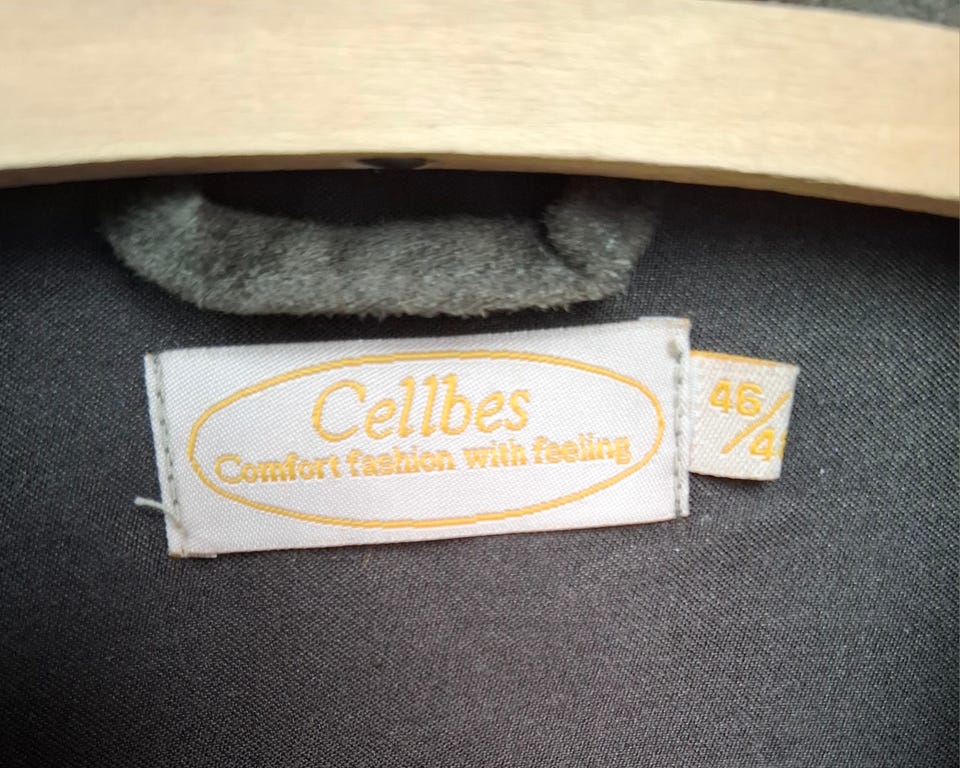 Cellbes
Comfort fashion with feeling
46/